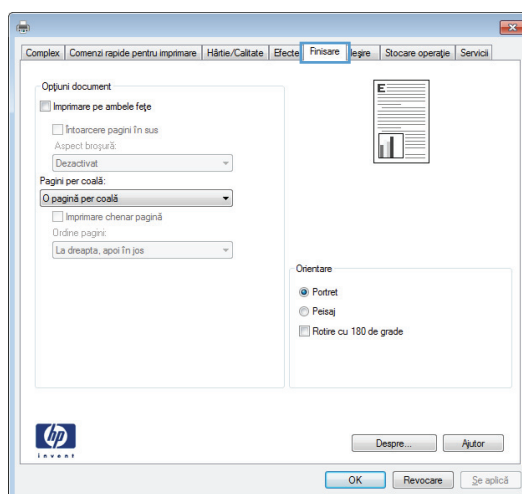 Complex Comenzi rapide pentru imprimare Hârtie/Calitate Efecte Finisare Ieşire Stocare operaţie Servicii
Opţiuni document
Imprimare pe ambele feţe
Întoarcere pagini în sus
Aspect broşură:
Dezactivat
Pagini per coală:
O pagină per coală
Imprimare chenar pagină
Ordine pagini:
La dreapta, apoi în jos
E
Orientare
Portret
Peisaj
Rotire cu 180 de grade
hp
invent
Despre... Ajutor
OK Revocare Se aplică